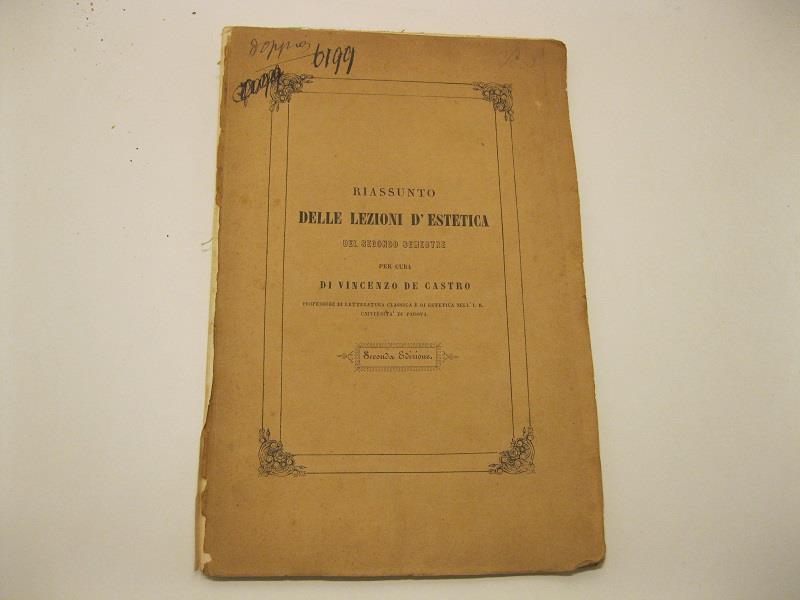 doppio
6199
RIASSUNTO
DELLE LEZIONI D' ESTETICA
DEL SECONDO SEMESTRE
PER CURA
DI VINCENZO DE CASTRO
PROFESSORE DI LETTERATURA CLASSICA E DI ESTETICA NELL' I. R.
UNIVERSITA' DI PADOVA
Seconda Edizione.